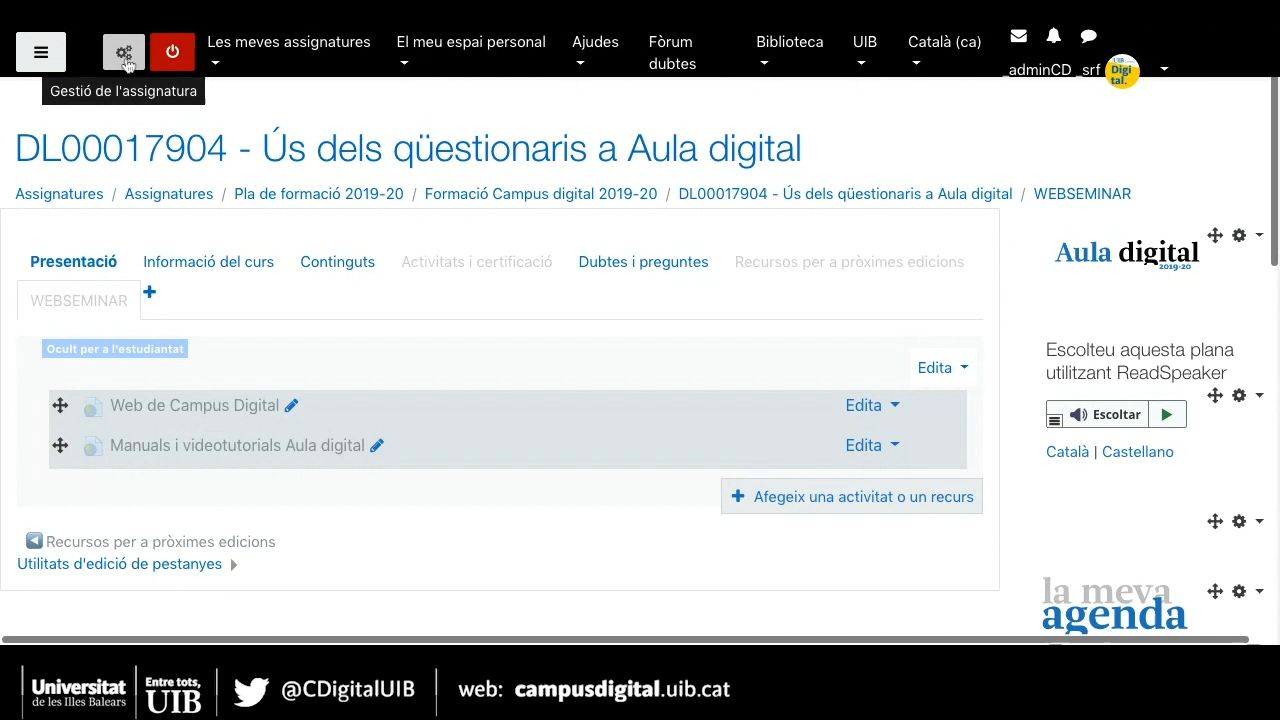 Les meves assignatures
El meu espai personal
Ajudes
Fòrum dubtes
Biblioteca
UIB
Català (ca)
_adminCD _srf
UIB
Digi
tal.
Gestió de l'assignatura
DL00017904 - Ús dels qüestionaris a Aula digital
Assignatures / Assignatures / Pla de formació 2019-20 / Formació Campus digital 2019-20 / DL00017904 - Ús dels qüestionaris a Aula digital / WEBSEMINAR
Presentació
Informació del curs
Continguts
Activitats i certificació
Dubtes i preguntes
Recursos per a pròximes edicions
WEBSEMINAR
Ocult per a l'estudiantat
Edita
Web de Campus Digital
Edita
Manuals i videotutorials Aula digital
Edita
Afegeix una activitat o un recurs
Recursos per a pròximes edicions
Utilitats d'edició de pestanyes
Aula digital
2019-20
Escolteu aquesta plana
utilitzant ReadSpeaker
Escoltar
Català | Castellano
la meva
agenda
Universitat
de les Illes Balears
Entre tots,
UIB
@CDigitalUIB
web: campusdigital.uib.cat